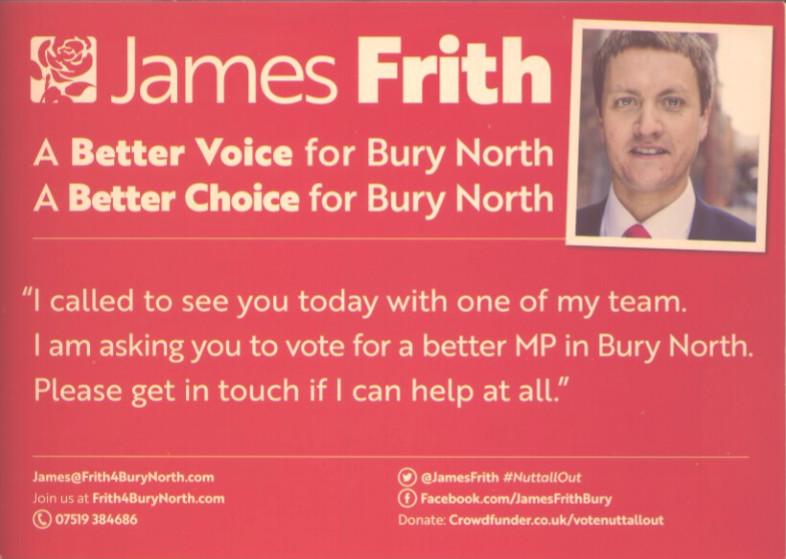 James Frith
A Better Voice for Bury North
A Better Choice for Bury North
“I called to see you today with one of my team.
I am asking you to vote for a better MP in Bury North.
Please get in touch if I can help at all.”
James@Frith4BuryNorth.com
Join us at Frith4BuryNorth.com
07519 384686
@JamesFrith #NuttallOut
Facebook.com/JamesFrithBury
Donate: Crowdfunder.co.uk/votenuttallout